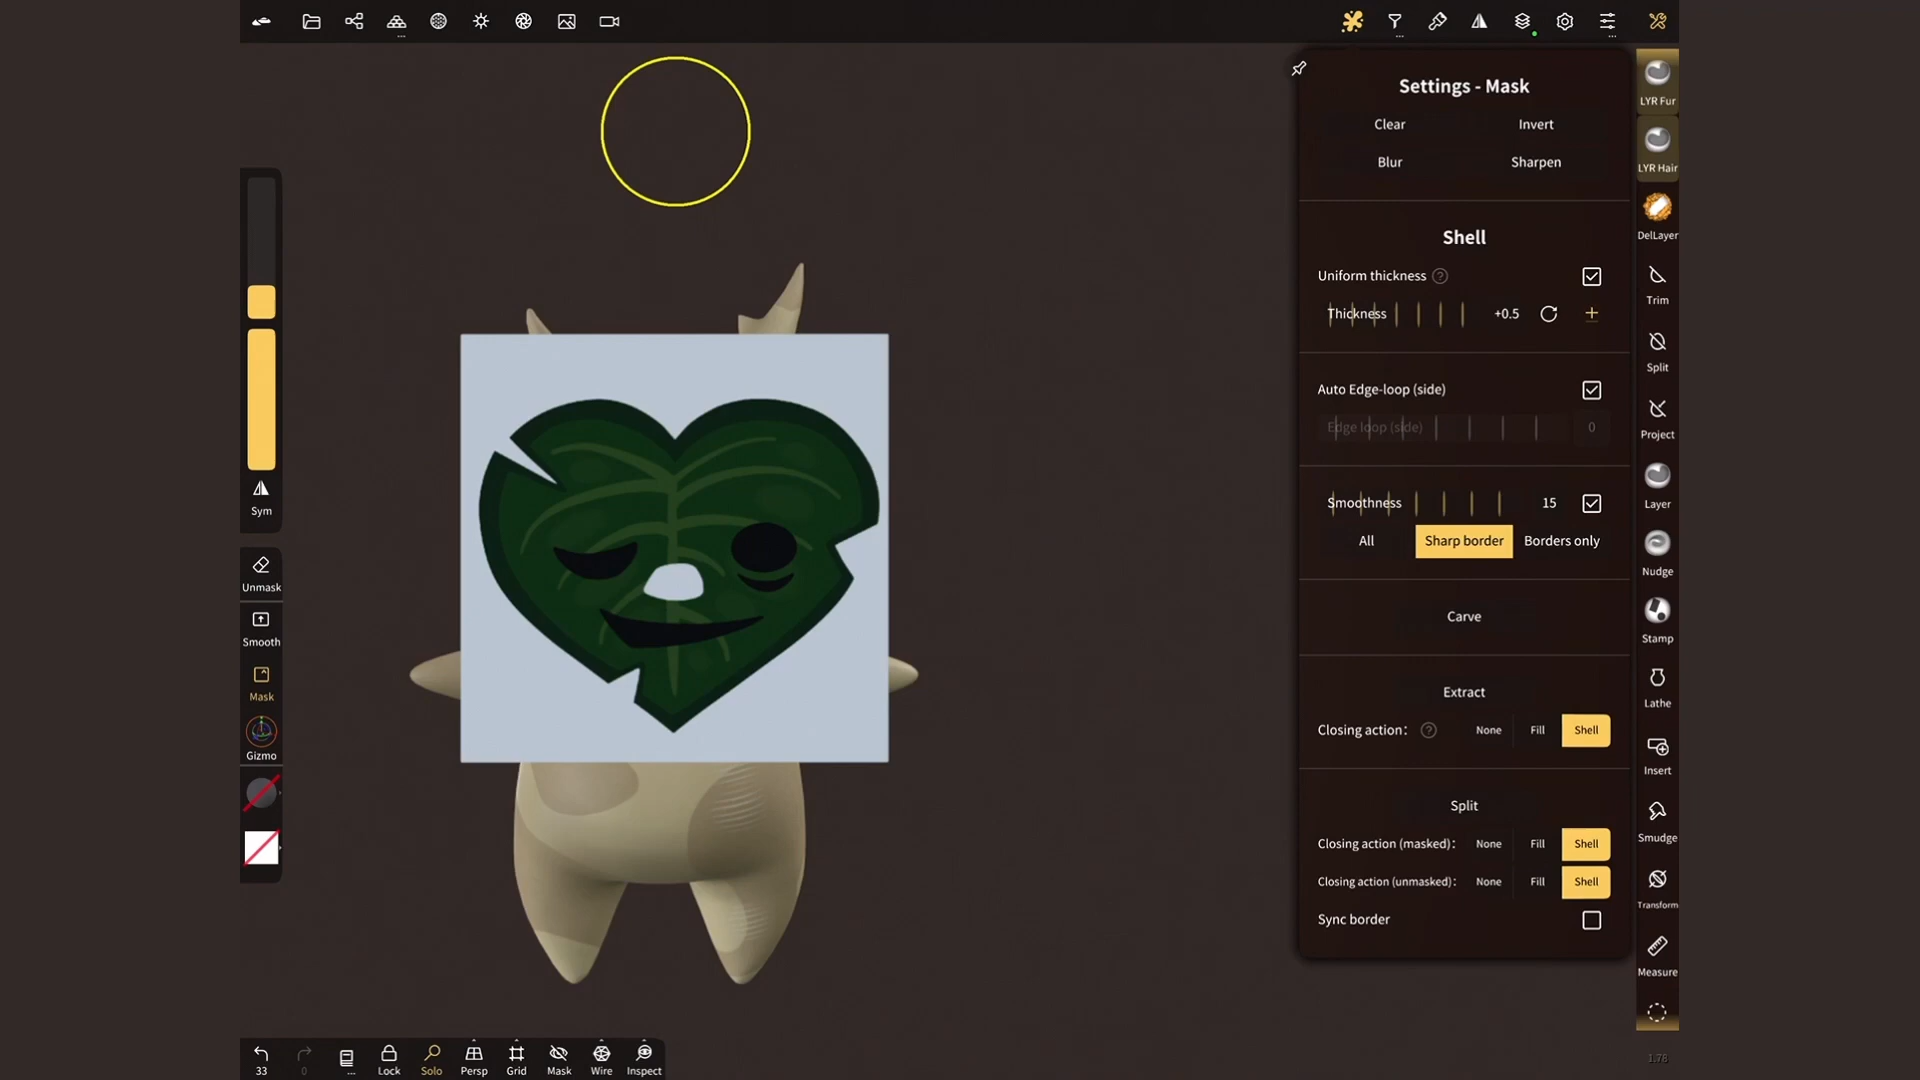 Settings - Mask
Clear Invert
Blur Sharpen
Shell
Uniform thickness ?
Thickness +0.5 +
Auto Edge-loop (side)
Edge loop (side) 0
Smoothness 15
All Sharp border Borders only
Carve
Extract
Closing action: ? None Fill Shell
Split
Closing action (masked): None Fill Shell
Closing action (unmasked): None Fill Shell
Sync border
LYR Fur
LYR Hair
DelLayer
Trim
Split
Project
Layer
Nudge
Stamp
Lathe
Insert
Smudge
Transform
Measure
1.78
Sym
Unmask
Smooth
Mask
Gizmo
33 0 ... Lock Solo Persp Grid Mask Wire Inspect